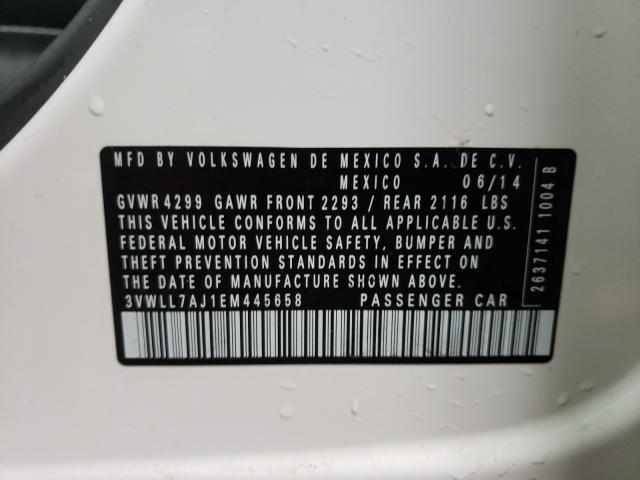 MFD BY VOLKSWAGEN DE MEXICO S.A. DE C.V.
MEXICO 06/14
GVWR 4299 GAWR FRONT 2293 / REAR 2116 LBS
THIS VEHICLE CONFORMS TO ALL APPLICABLE U.S.
FEDERAL MOTOR VEHICLE SAFETY, BUMPER AND
THEFT PREVENTION STANDARDS IN EFFECT ON
THE DATE OF MANUFACTURE SHOWN ABOVE.
3VWLL7AJ1EM445658 PASSENGER CAR
2637141 1004 B